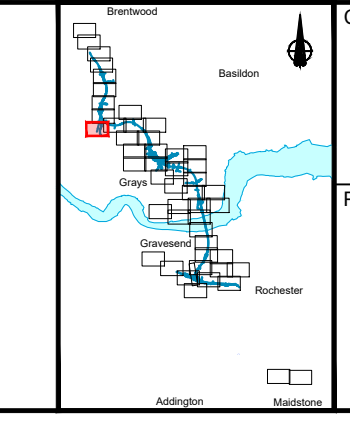 Brentwood
Basildon
Grays
Gravesend
Rochester
Addington
Maidstone